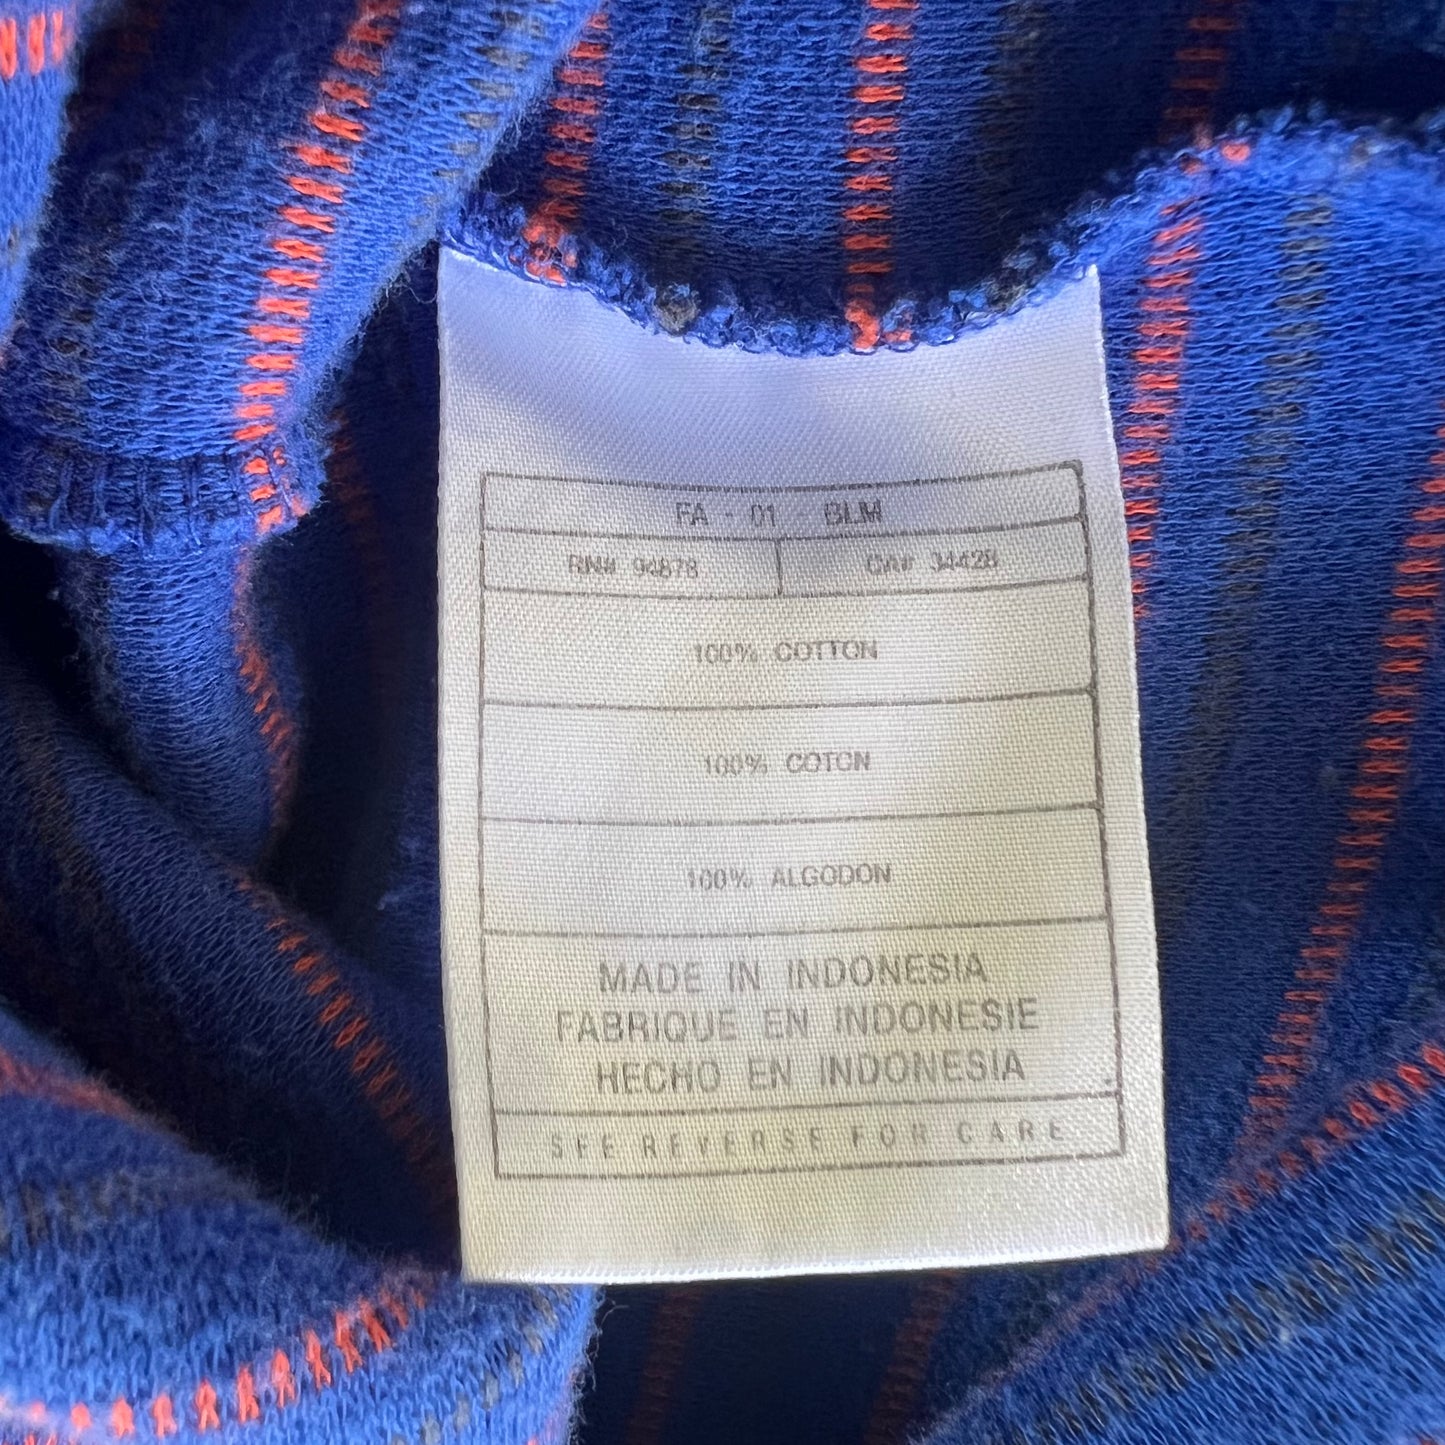 FA - 01 - BLM
RN# 94878 CA# 34428
100% COTTON
100% COTON
100% ALGODON
MADE IN INDONESIA
FABRIQUE EN INDONESIE
HECHO EN INDONESIA
SEE REVERSE FOR CARE